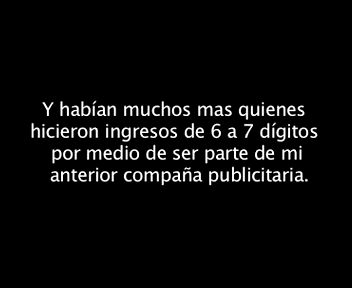 Y habían muchos mas quienes
hicieron ingresos de 6 a 7 dígitos
por medio de ser parte de mi
anterior compaña publicitaria.